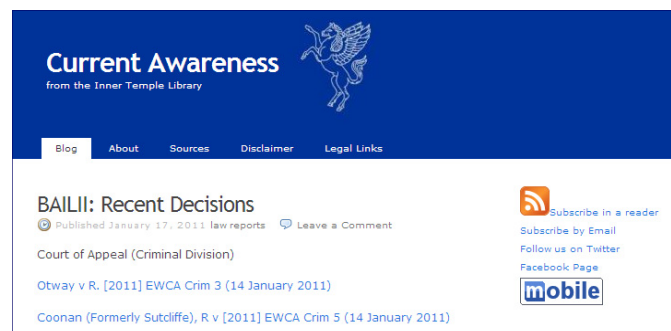 Current Awareness
from the Inner Temple Library
Blog About Sources Disclaimer Legal Links
BAILII: Recent Decisions
Published January 17, 2011 law reports Leave a Comment
Court of Appeal (Criminal Division)
Otway v R. [2011] EWCA Crim 3 (14 January 2011)
Coonan (Formerly Sutcliffe), R v [2011] EWCA Crim 5 (14 January 2011)
Subscribe in a reader
Subscribe by Email
Follow us on Twitter
Facebook Page
mobile